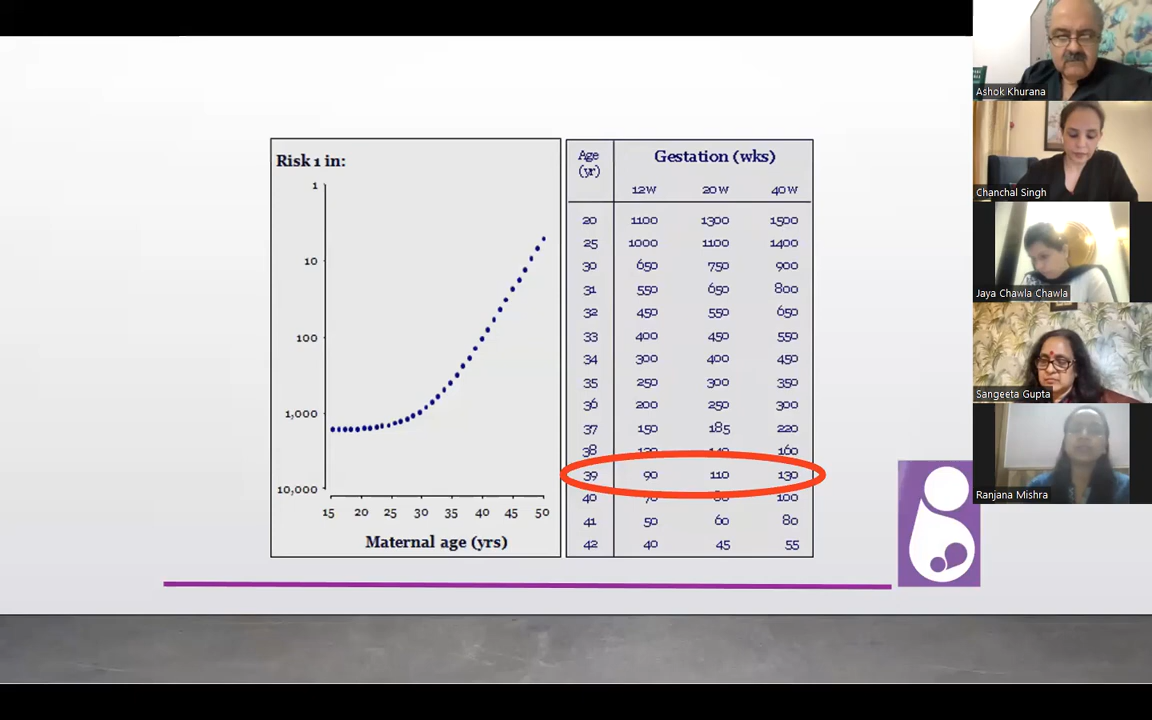 Risk 1 in:
1
10
100
1,000
10,000
15 20 25 30 35 40 45 50
Maternal age (yrs)
Age (yr) Gestation (wks)
12w 20w 40w
20 1100 1300 1500
25 1000 1100 1400
30 650 750 900
31 550 650 800
32 450 550 650
33 400 450 550
34 300 400 450
35 250 300 350
36 200 250 300
37 150 185 220
38 160
39 90 110 130
40 100
41 50 60 80
42 40 45 55
Ashok Khurana
Chanchal Singh
Jaya Chawla Chawla
Sangeeta Gupta
Ranjana Mishra